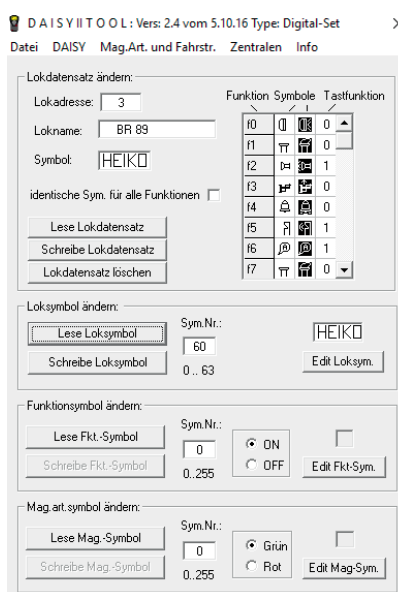 D A I S Y I I T O O L : Vers: 2.4 vom 5.10.16 Type: Digital-Set
Datei DAISY Mag.Art. und Fahrstr. Zentralen Info
Lokdatensatz ändern:
Lokadresse: 3
Lokname: BR 89
Symbol: HEIKO
identische Sym. für alle Funktionen
Lese Lokdatensatz
Schreibe Lokdatensatz
Lokdatensatz löschen
Funktion Symbole Tastfunktion
f0 0
f1 0
f2 1
f3 0
f4 0
f5 1
f6 1
f7 0
Loksymbol ändern:
Lese Loksymbol
Schreibe Loksymbol
Sym.Nr.:
60
0 .. 63
HEIKO
Edit Loksym.
Funktionsymbol ändern:
Lese Fkt.-Symbol
Schreibe Fkt.-Symbol
Sym.Nr.:
0
0..255
ON
OFF
Edit Fkt-Sym.
Mag.art.symbol ändern:
Lese Mag.-Symbol
Schreibe Mag.-Symbol
Sym.Nr.:
0
0..255
Grün
Rot
Edit Mag-Sym.